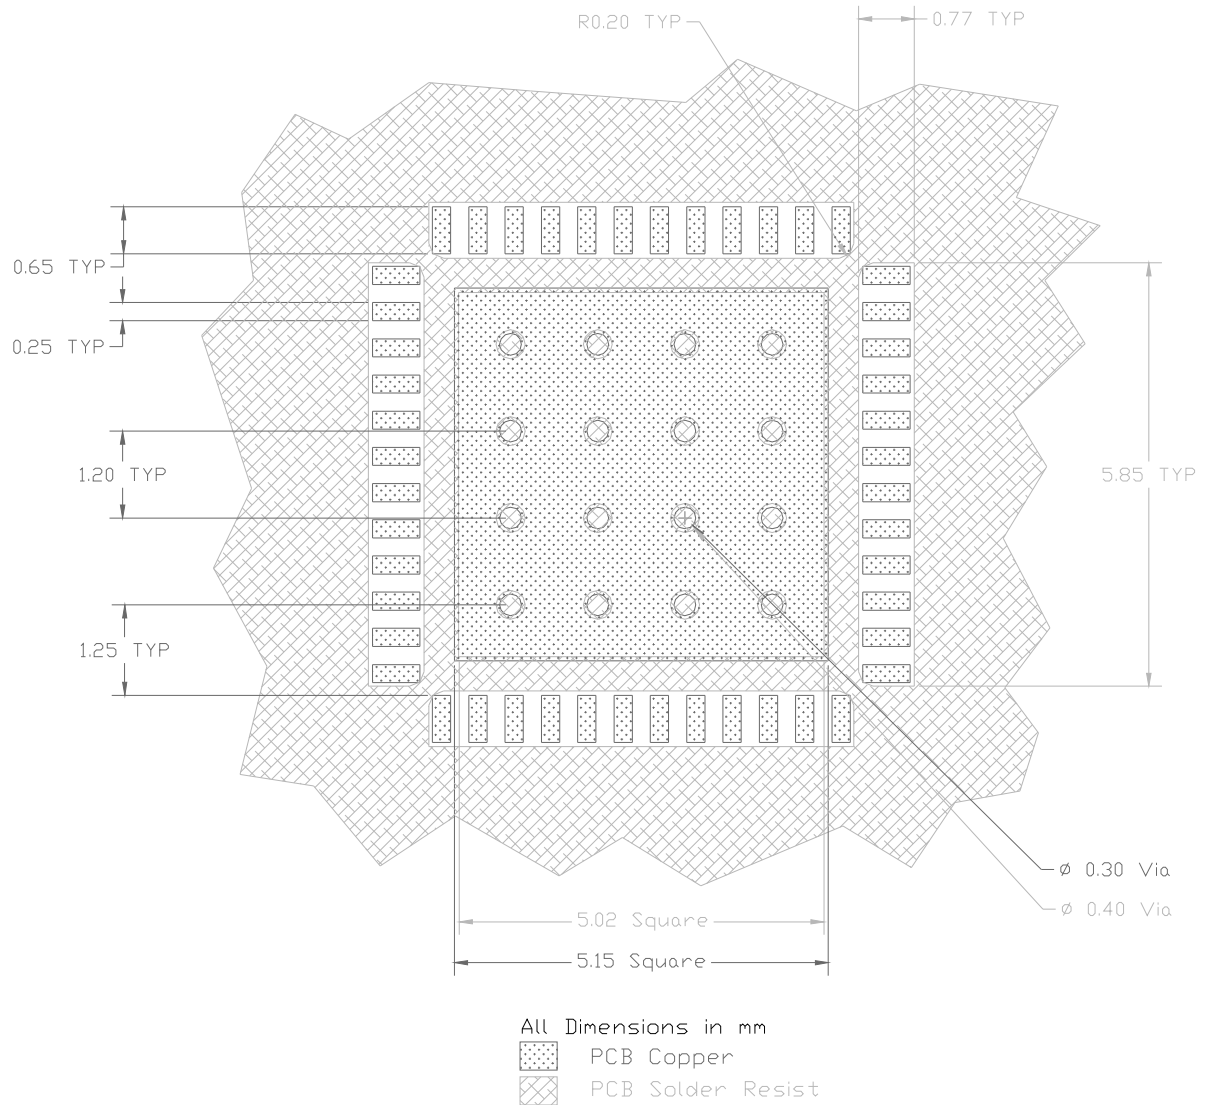 R0.20 TYP
0.77 TYP
0.65 TYP
0.25 TYP
1.20 TYP
5.85 TYP
1.25 TYP
ø 0.30 Via
ø 0.40 Via
5.02 Square
5.15 Square
All Dimensions in mm
PCB Copper
PCB Solder Resist